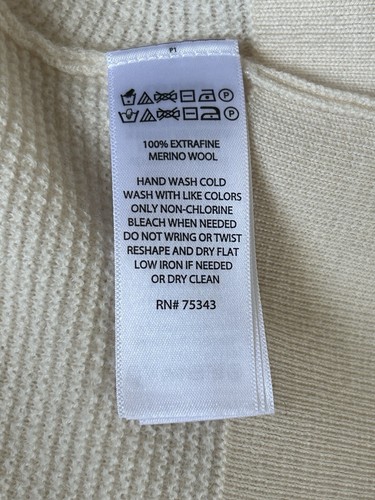 P1
100% EXTRAFINE
MERINO WOOL
HAND WASH COLD
WASH WITH LIKE COLORS
ONLY NON-CHLORINE
BLEACH WHEN NEEDED
DO NOT WRING OR TWIST
RESHAPE AND DRY FLAT
LOW IRON IF NEEDED
OR DRY CLEAN
RN# 75343